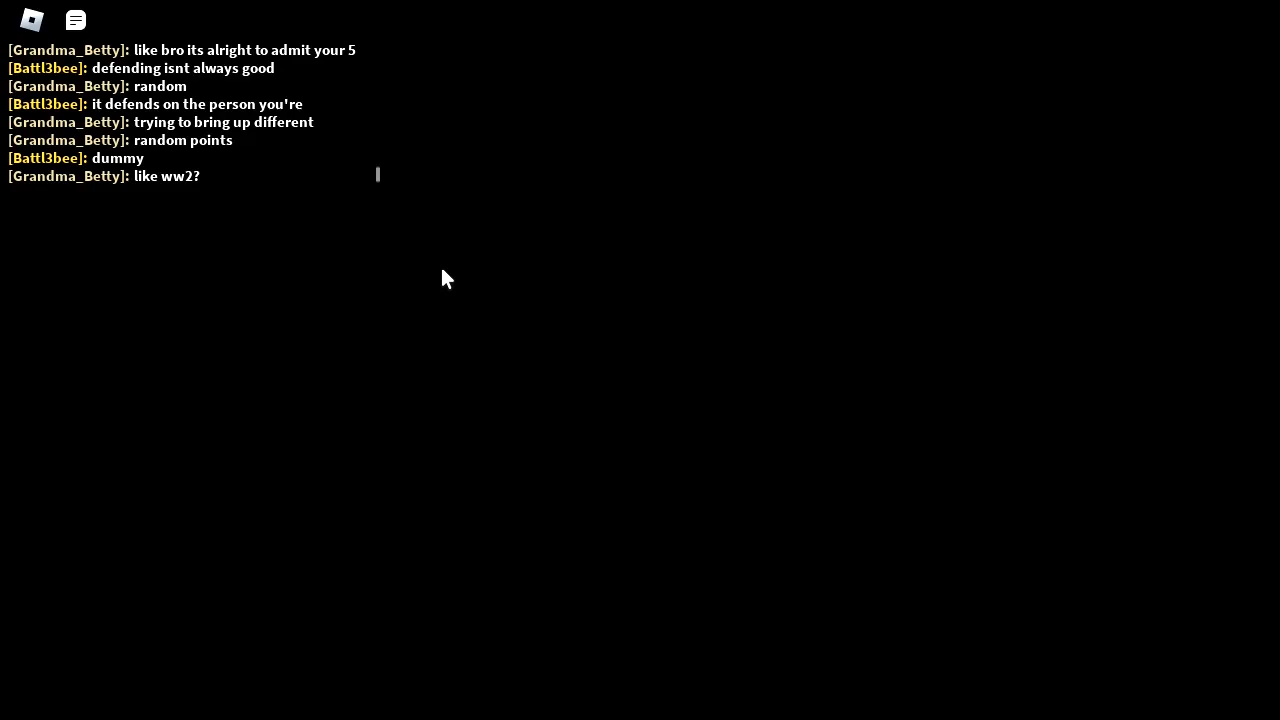 [Grandma_Betty]: like bro its alright to admit your 5
[Battl3bee]: defending isnt always good
[Grandma_Betty]: random
[Battl3bee]: it defends on the person you're
[Grandma_Betty]: trying to bring up different
[Grandma_Betty]: random points
[Battl3bee]: dummy
[Grandma_Betty]: like ww2?